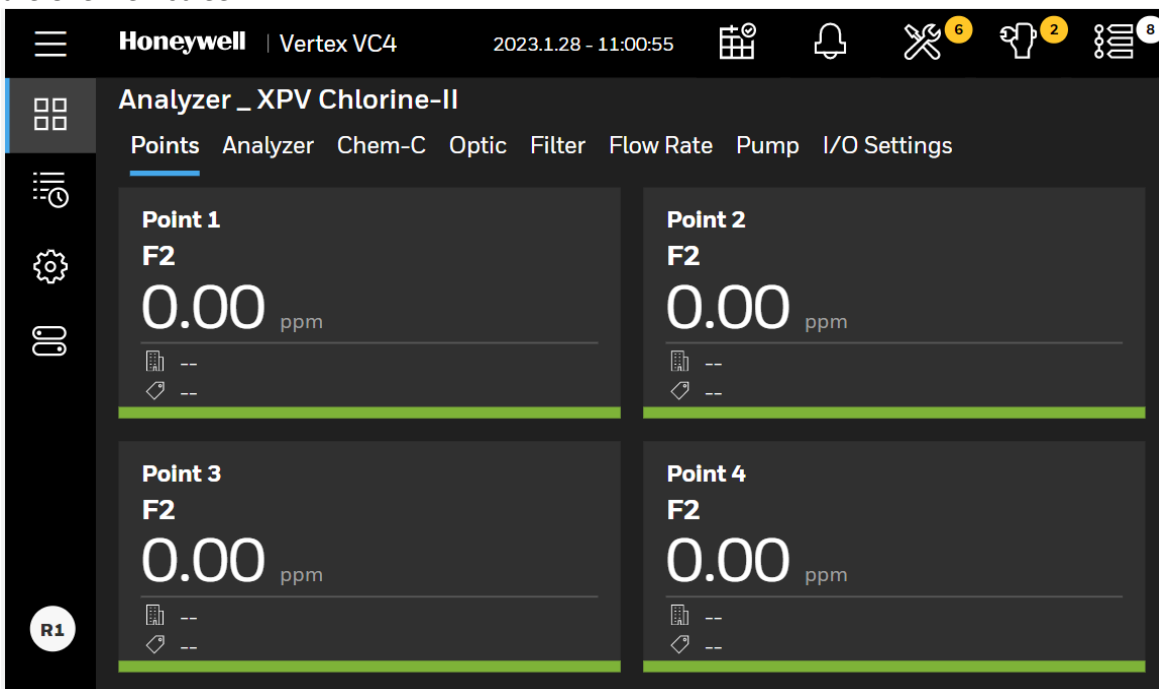 Honeywell | Vertex VC4 2023.1.28 - 11:00:55 6 2 8
Analyzer _ XPV Chlorine-II
Points Analyzer Chem-C Optic Filter Flow Rate Pump I/O Settings
Point 1
F2
0.00 ppm
--
--
Point 2
F2
0.00 ppm
--
--
Point 3
F2
0.00 ppm
--
--
Point 4
F2
0.00 ppm
--
--
R1